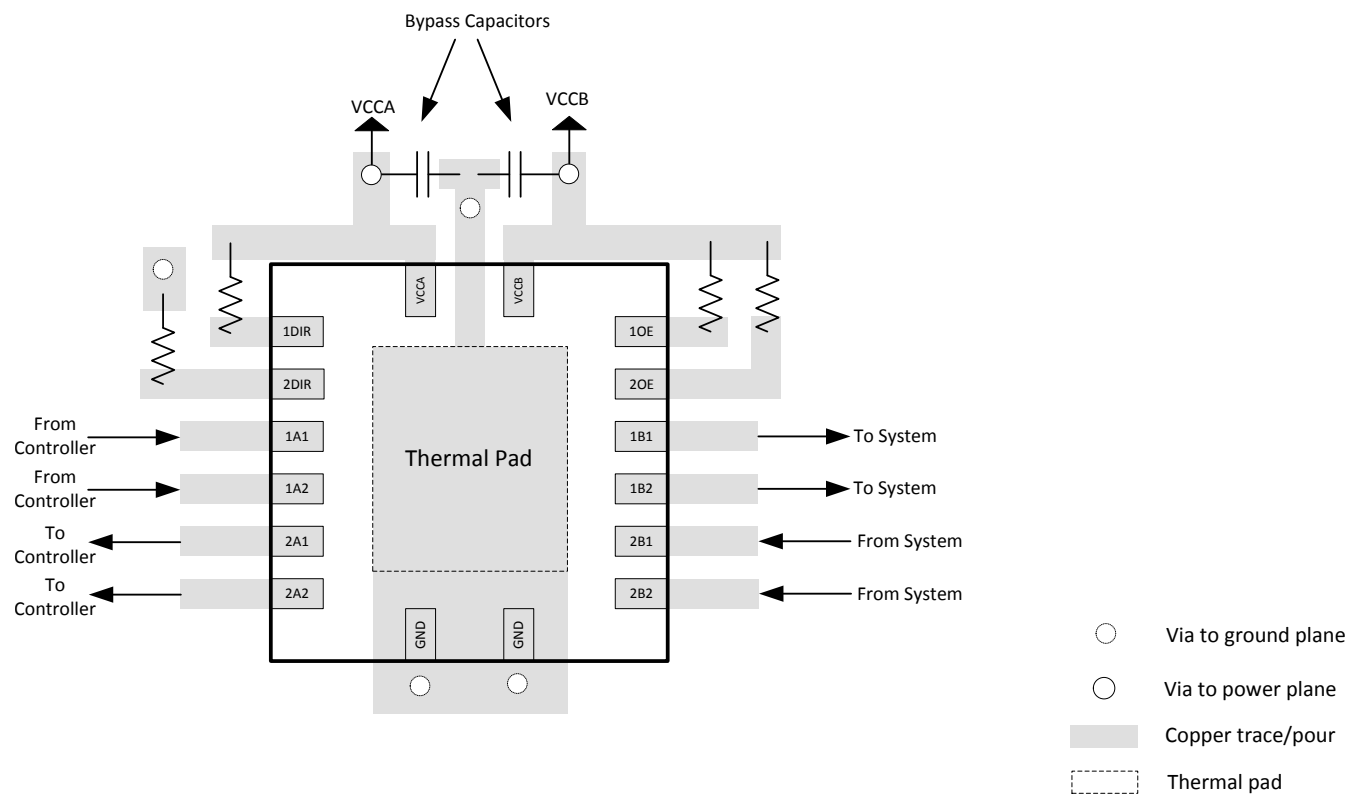 Bypass Capacitors
VCCA
VCCB
VCCA
VCCB
1DIR
1OE
2DIR
2OE
From
Controller
1A1
1B1
To System
Thermal Pad
From
Controller
1A2
1B2
To System
To
Controller
2A1
2B1
From System
To
Controller
2A2
2B2
From System
GND
GND
Via to ground plane
Via to power plane
Copper trace/pour
Thermal pad